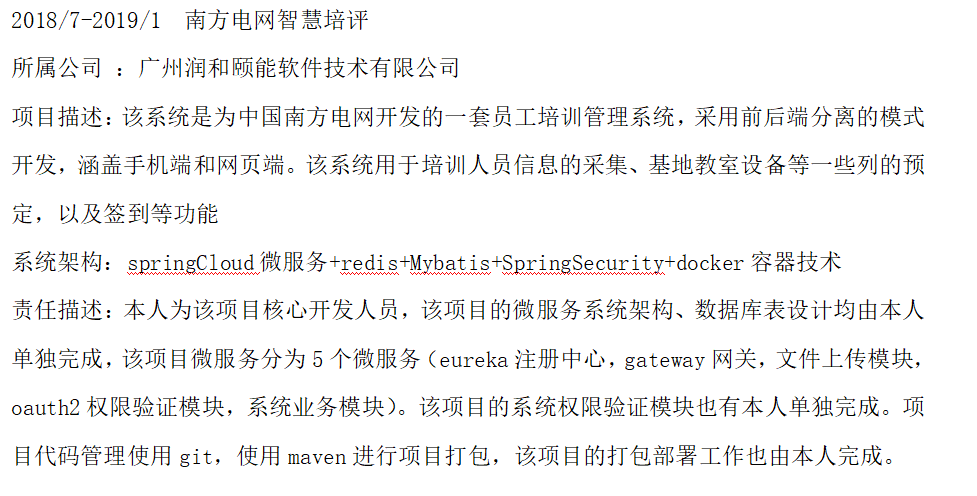 2018/7-2019/1 南方电网智慧培评
所属公司 ：广州润和颐能软件技术有限公司
项目描述：该系统是为中国南方电网开发的一套员工培训管理系统，采用前后端分离的模式
开发，涵盖手机端和网页端。该系统用于培训人员信息的采集、基地教室设备等一些列的预
定，以及签到等功能
系统架构：springCloud 微服务+redis+Mybatis+SpringSecurity+docker 容器技术
责任描述：本人为该项目核心开发人员，该项目的微服务系统架构、数据库表设计均由本人
单独完成，该项目微服务分为 5 个微服务（eureka 注册中心，gateway 网关，文件上传模块，
oauth2 权限验证模块，系统业务模块）。该项目的系统权限验证模块也有本人单独完成。项
目代码管理使用 git，使用 maven 进行项目打包，该项目的打包部署工作也由本人完成。